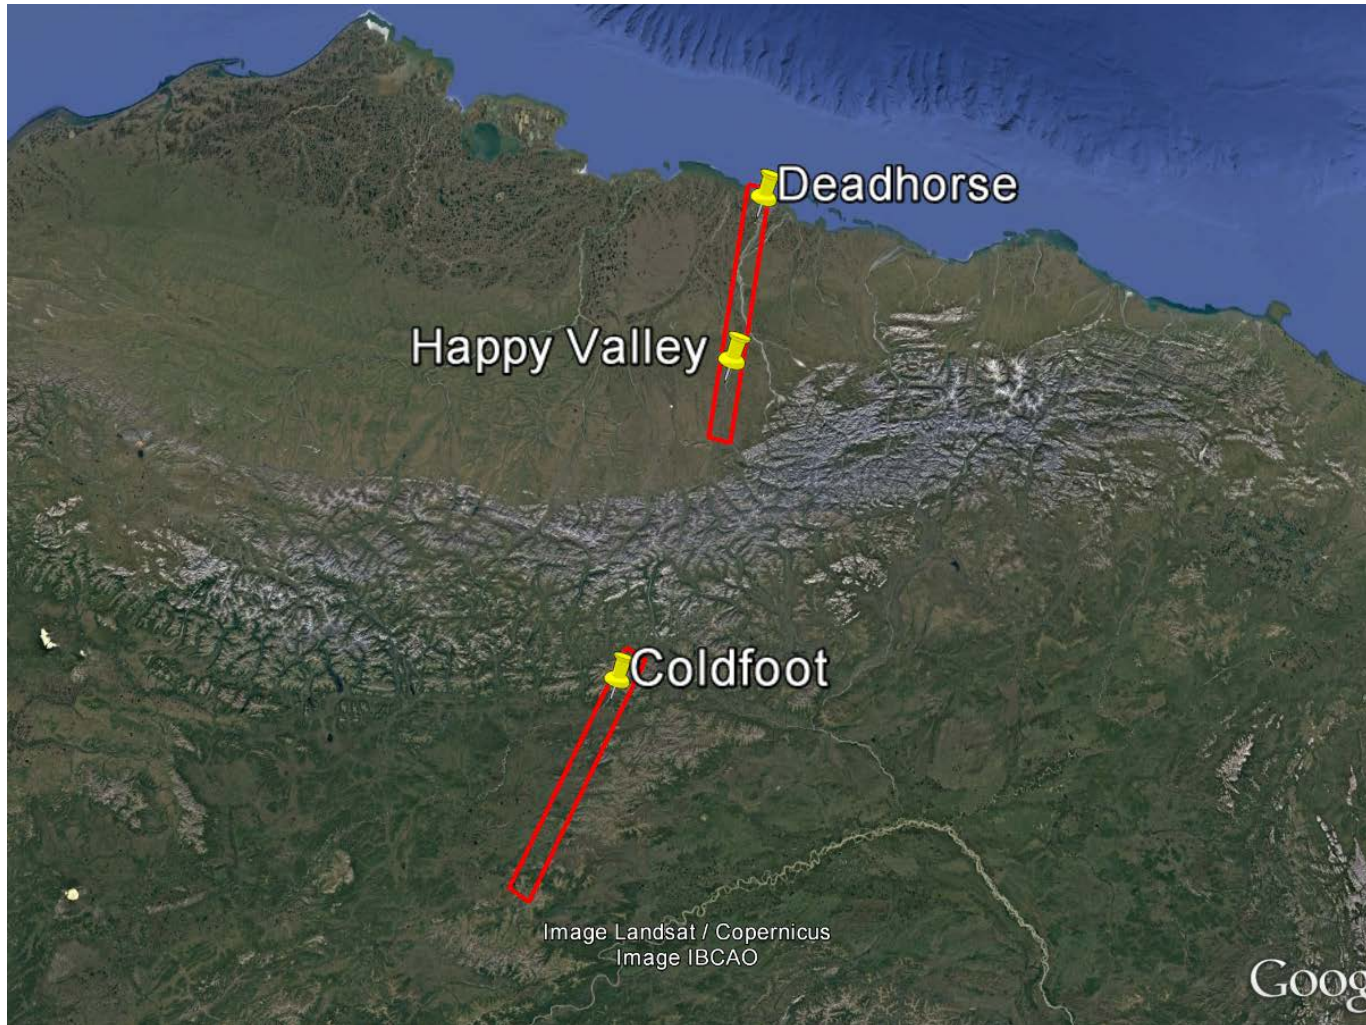 Deadhorse
Happy Valley
Coldfoot
Image Landsat / Copernicus
Image IBCAO
Goog